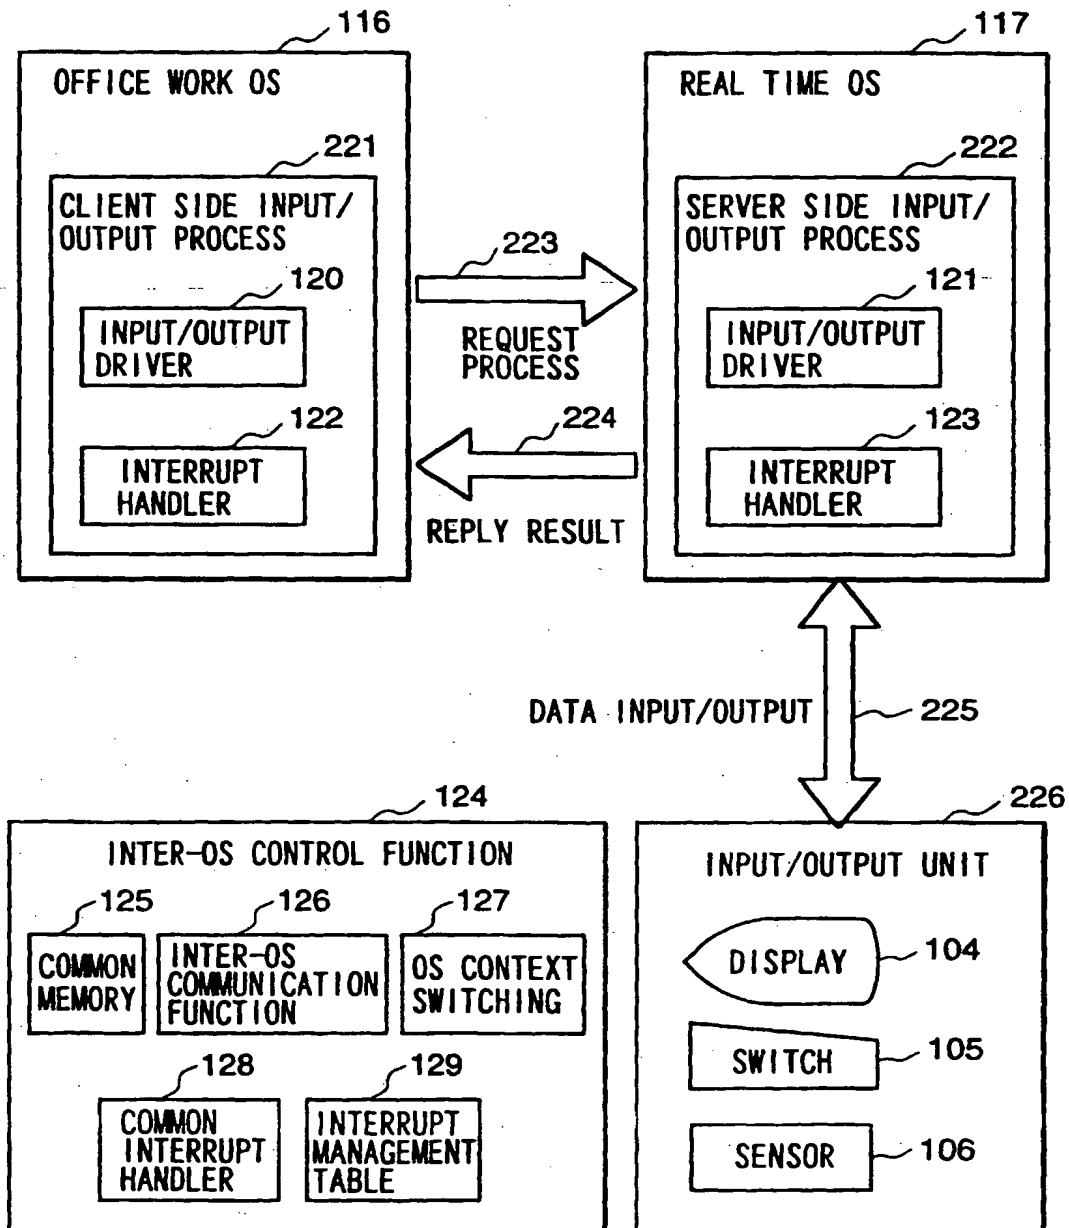 116
OFFICE WORK OS
221
CLIENT SIDE INPUT/
OUTPUT PROCESS
120
INPUT/OUTPUT
DRIVER
122
INTERRUPT
HANDLER
223
REQUEST
PROCESS
224
REPLY RESULT
117
REAL TIME OS
222
SERVER SIDE INPUT/
OUTPUT PROCESS
121
INPUT/OUTPUT
DRIVER
123
INTERRUPT
HANDLER
DATA INPUT/OUTPUT
225
124
INTER-OS CONTROL FUNCTION
125
COMMON
MEMORY
126
INTER-OS
COMMUNICATION
FUNCTION
127
OS CONTEXT
SWITCHING
128
COMMON
INTERRUPT
HANDLER
129
INTERRUPT
MANAGEMENT
TABLE
226
INPUT/OUTPUT UNIT
DISPLAY
104
SWITCH
105
SENSOR
106